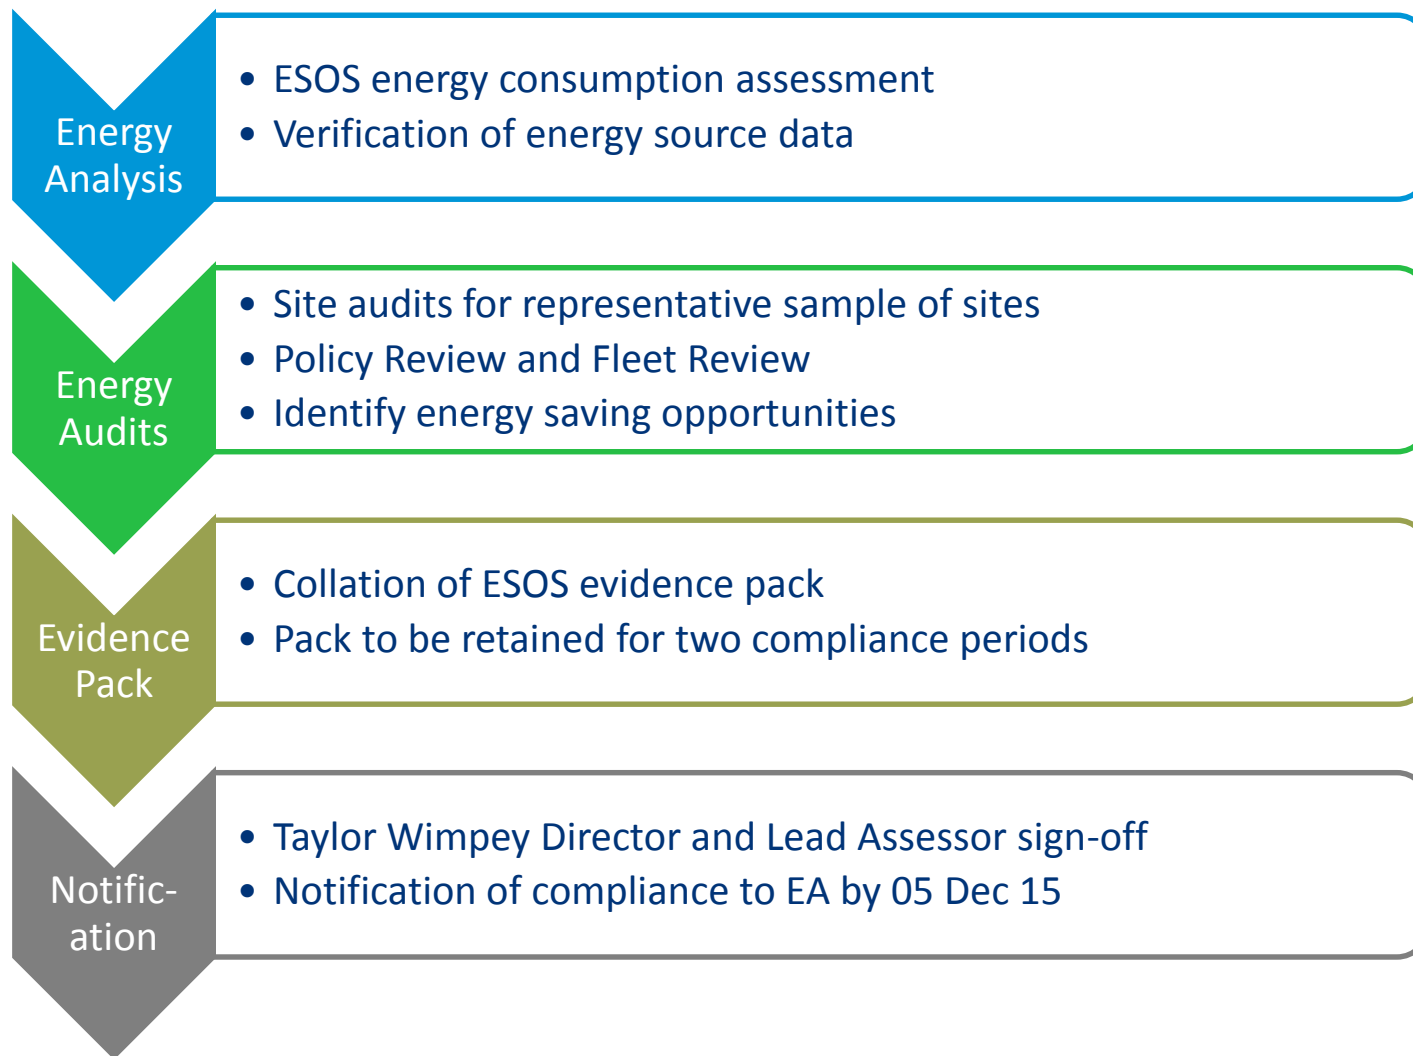 Energy
Analysis
• ESOS energy consumption assessment
• Verification of energy source data
Energy
Audits
• Site audits for representative sample of sites
• Policy Review and Fleet Review
• Identify energy saving opportunities
Evidence
Pack
• Collation of ESOS evidence pack
• Pack to be retained for two compliance periods
Notific-
ation
• Taylor Wimpey Director and Lead Assessor sign-off
• Notification of compliance to EA by 05 Dec 15